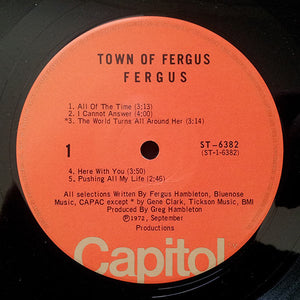 TOWN OF FERGUS
FERGUS
1. All Of The Time (3:13)
2. I Cannot Answer (4:00)
*3. The World Turns All Around Her (3:14)
1
ST-6382
(ST-1-6382)
4. Here With You (3:50)
5. Pushing All My Life (2:46)
All selections Written By Fergus Hambleton, Bluenose
Music, CAPAC except * by Gene Clark, Tickson Music, BMI
Produced By Greg Hambleton
℗1972, September
Productions
Capitol